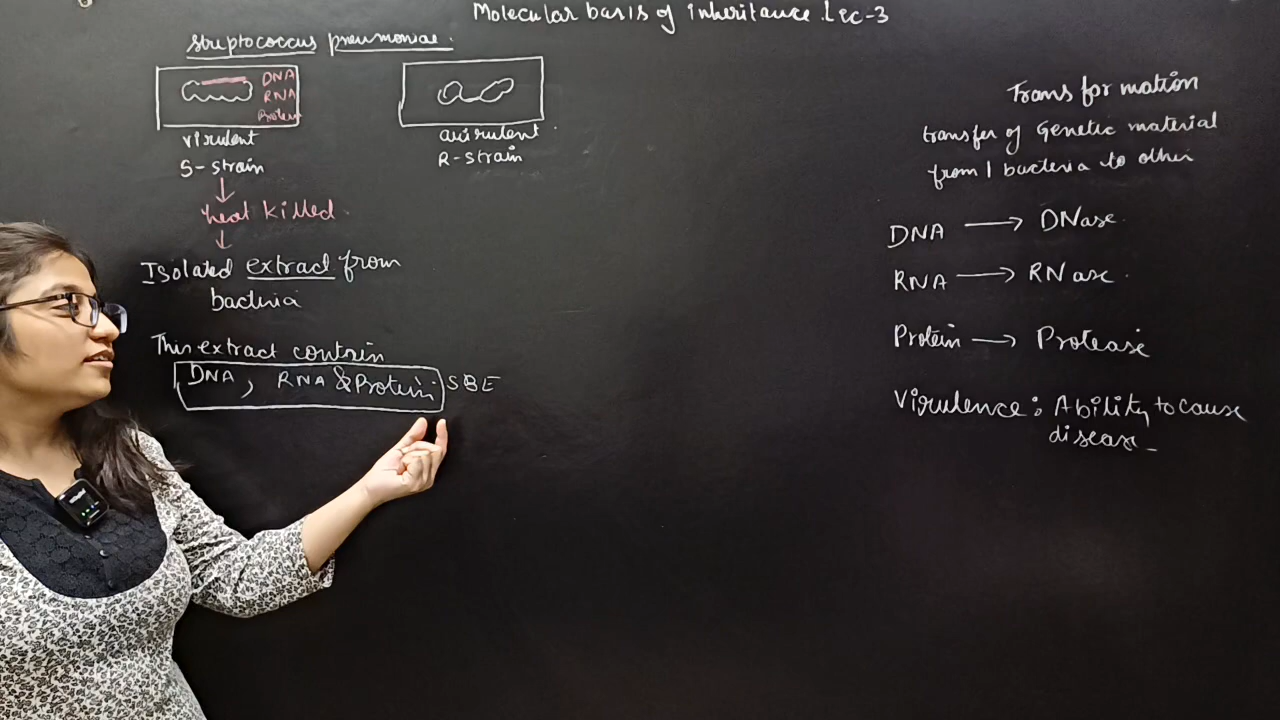 Molecular basis of inheritance. Lec-3
Streptococcus pneumoniae.
DNA
RNA
Protein
virulent
S-strain
avirulent
R-strain
heat killed.
Isolated extract from
bacteria
This extract contain
DNA, RNA & Protein. SBE
Transformation
transfer of Genetic material
from 1 bacteria to other
DNA → DNase.
RNA → RNase.
Protein → Protease
Virulence: Ability to cause
disease